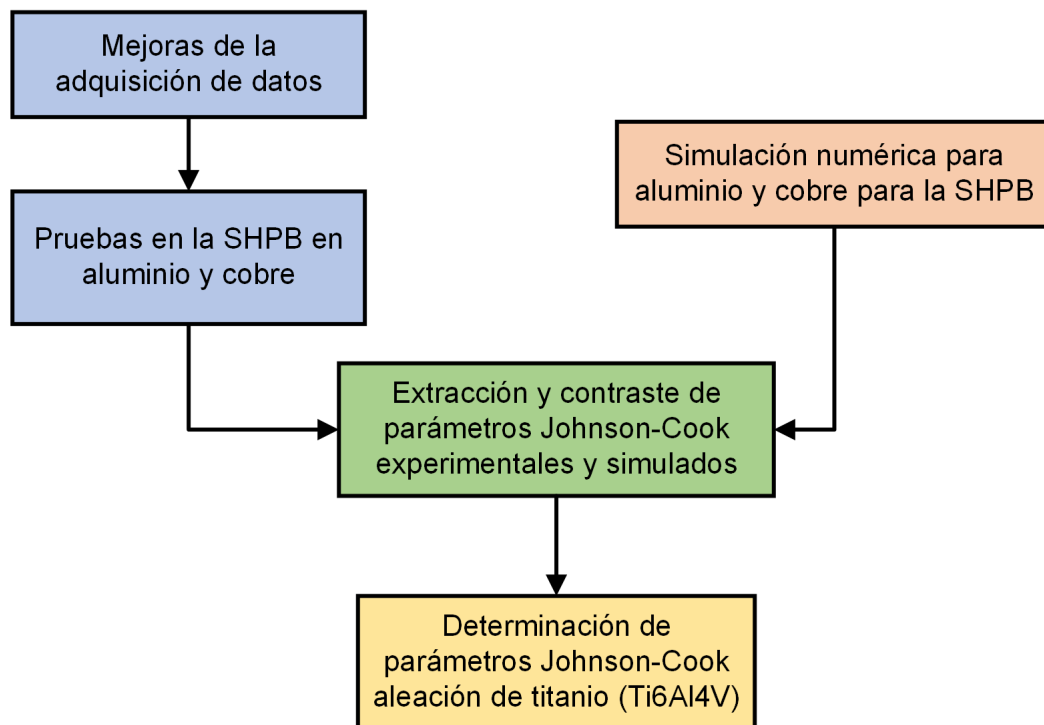 Mejoras de la
adquisición de datos
Simulación numérica para
aluminio y cobre para la SHPB
Pruebas en la SHPB en
aluminio y cobre
Extracción y contraste de
parámetros Johnson-Cook
experimentales y simulados
Determinación de
parámetros Johnson-Cook
aleación de titanio (Ti6Al4V)